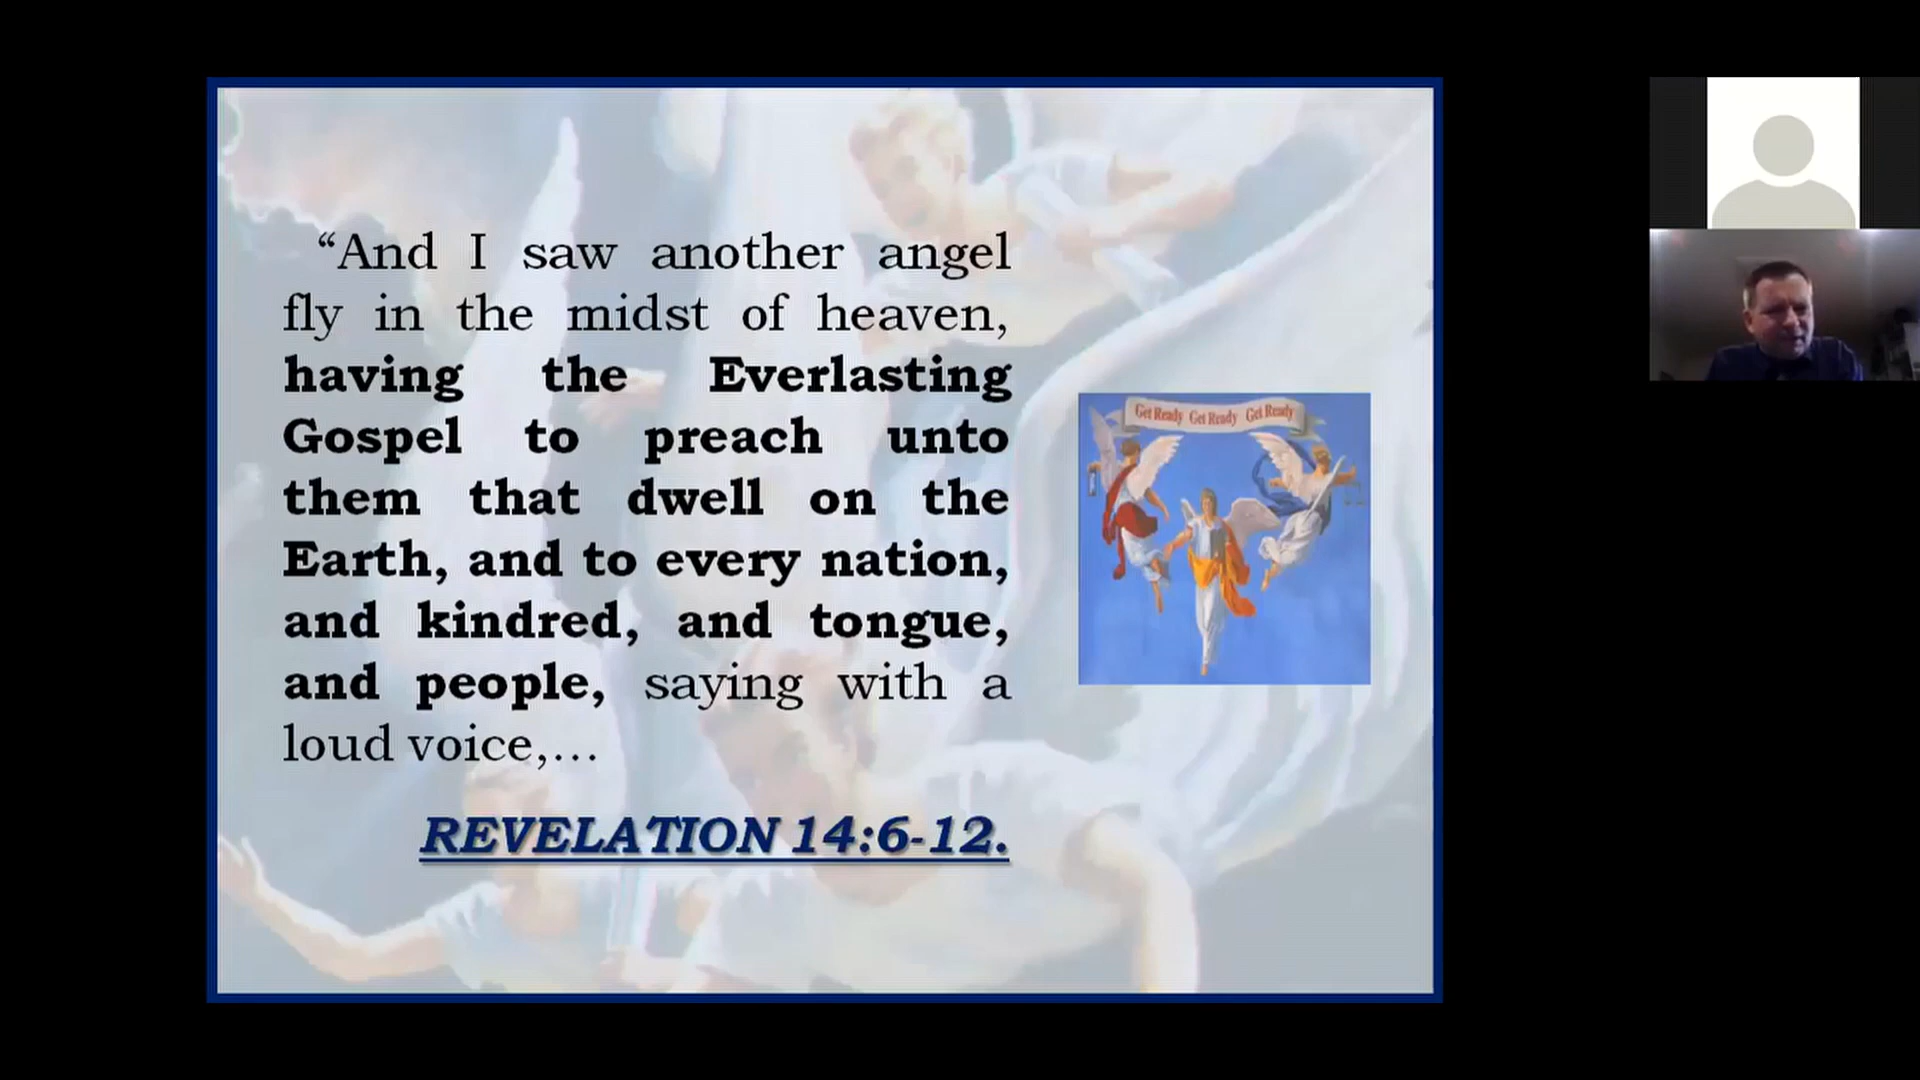 “And I saw another angel
fly in the midst of heaven,
having the Everlasting
Gospel to preach unto
them that dwell on the
Earth, and to every nation,
and kindred, and tongue,
and people, saying with a
loud voice,…
REVELATION 14:6-12.
Get Ready Get Ready Get Ready